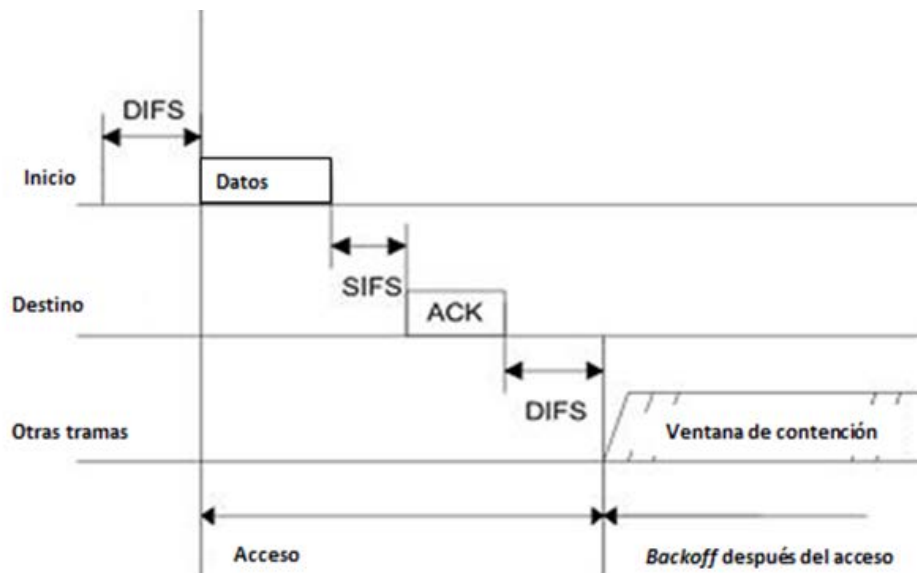 DIFS
Inicio
Datos
SIFS
Destino
ACK
DIFS
Otras tramas
Ventana de contención
Acceso
Backoff después del acceso